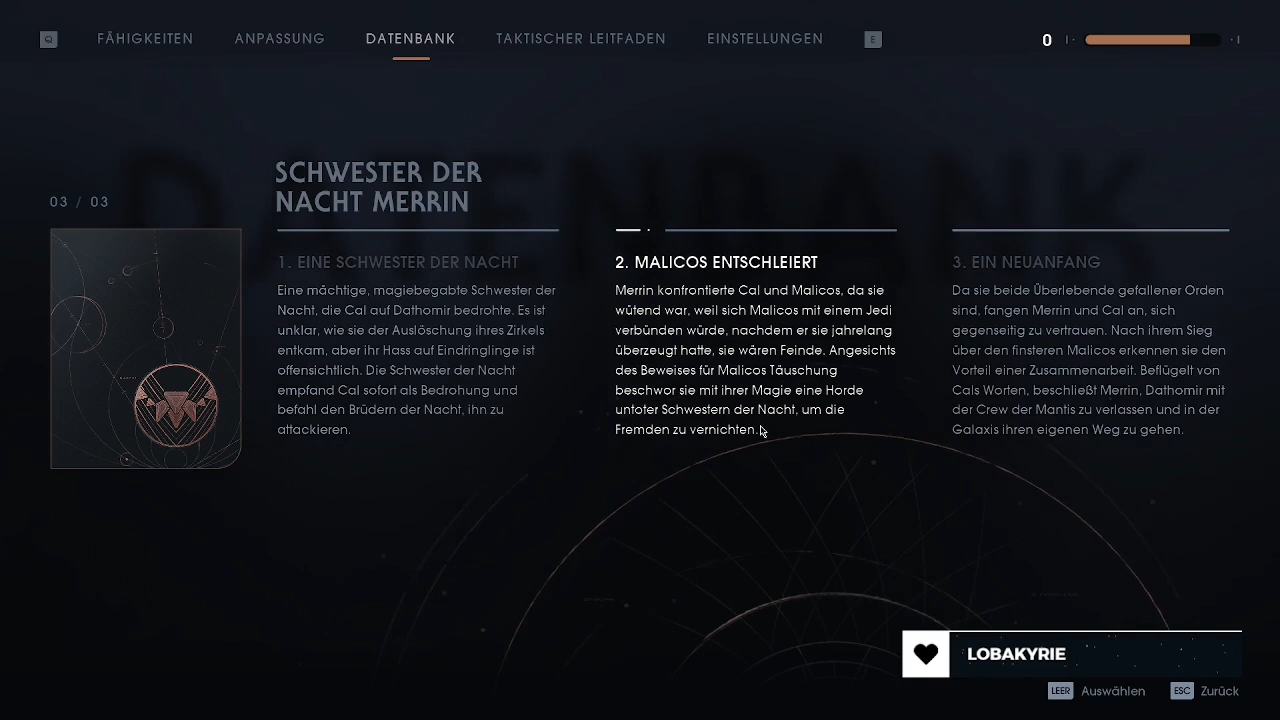 Q FÄHIGKEITEN ANPASSUNG DATENBANK TAKTISCHER LEITFADEN EINSTELLUNGEN E 0
DATENBANK
03 / 03
SCHWESTER DER
NACHT MERRIN
1. EINE SCHWESTER DER NACHT
Eine mächtige, magiebegabte Schwester der
Nacht, die Cal auf Dathomir bedrohte. Es ist
unklar, wie sie der Auslöschung ihres Zirkels
entkam, aber ihr Hass auf Eindringlinge ist
offensichtlich. Die Schwester der Nacht
empfand Cal sofort als Bedrohung und
befahl den Brüdern der Nacht, ihn zu
attackieren.
2. MALICOS ENTSCHLEIERT
Merrin konfrontierte Cal und Malicos, da sie
wütend war, weil sich Malicos mit einem Jedi
verbünden würde, nachdem er sie jahrelang
überzeugt hatte, sie wären Feinde. Angesichts
des Beweises für Malicos Täuschung
beschwor sie mit ihrer Magie eine Horde
untoter Schwestern der Nacht, um die
Fremden zu vernichten.
3. EIN NEUANFANG
Da sie beide Überlebende gefallener Orden
sind, fangen Merrin und Cal an, sich
gegenseitig zu vertrauen. Nach ihrem Sieg
über den finsteren Malicos erkennen sie den
Vorteil einer Zusammenarbeit. Beflügelt von
Cals Worten, beschließt Merrin, Dathomir mit
der Crew der Mantis zu verlassen und in der
Galaxis ihren eigenen Weg zu gehen.
LOBAKYRIE
LEER Auswählen ESC Zurück